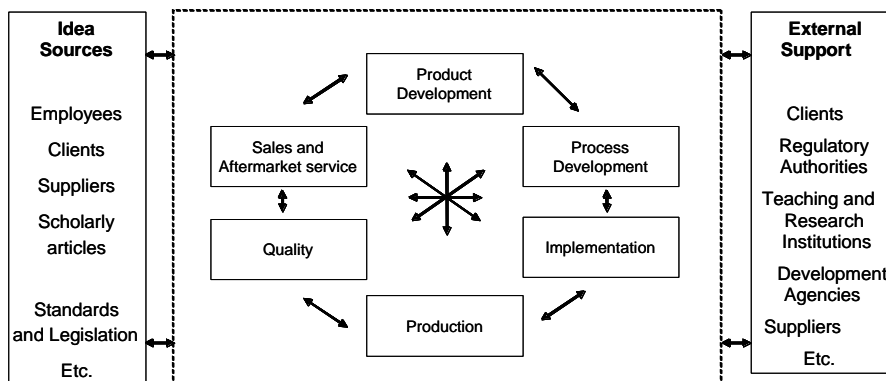 Idea
Sources
Employees
Clients
Suppliers
Scholarly
articles
Standards
and Legislation
Etc.
Product
Development
Sales and
Aftermarket service
Process
Development
Quality
Implementation
Production
External
Support
Clients
Regulatory
Authorities
Teaching and
Research
Institutions
Development
Agencies
Suppliers
Etc.